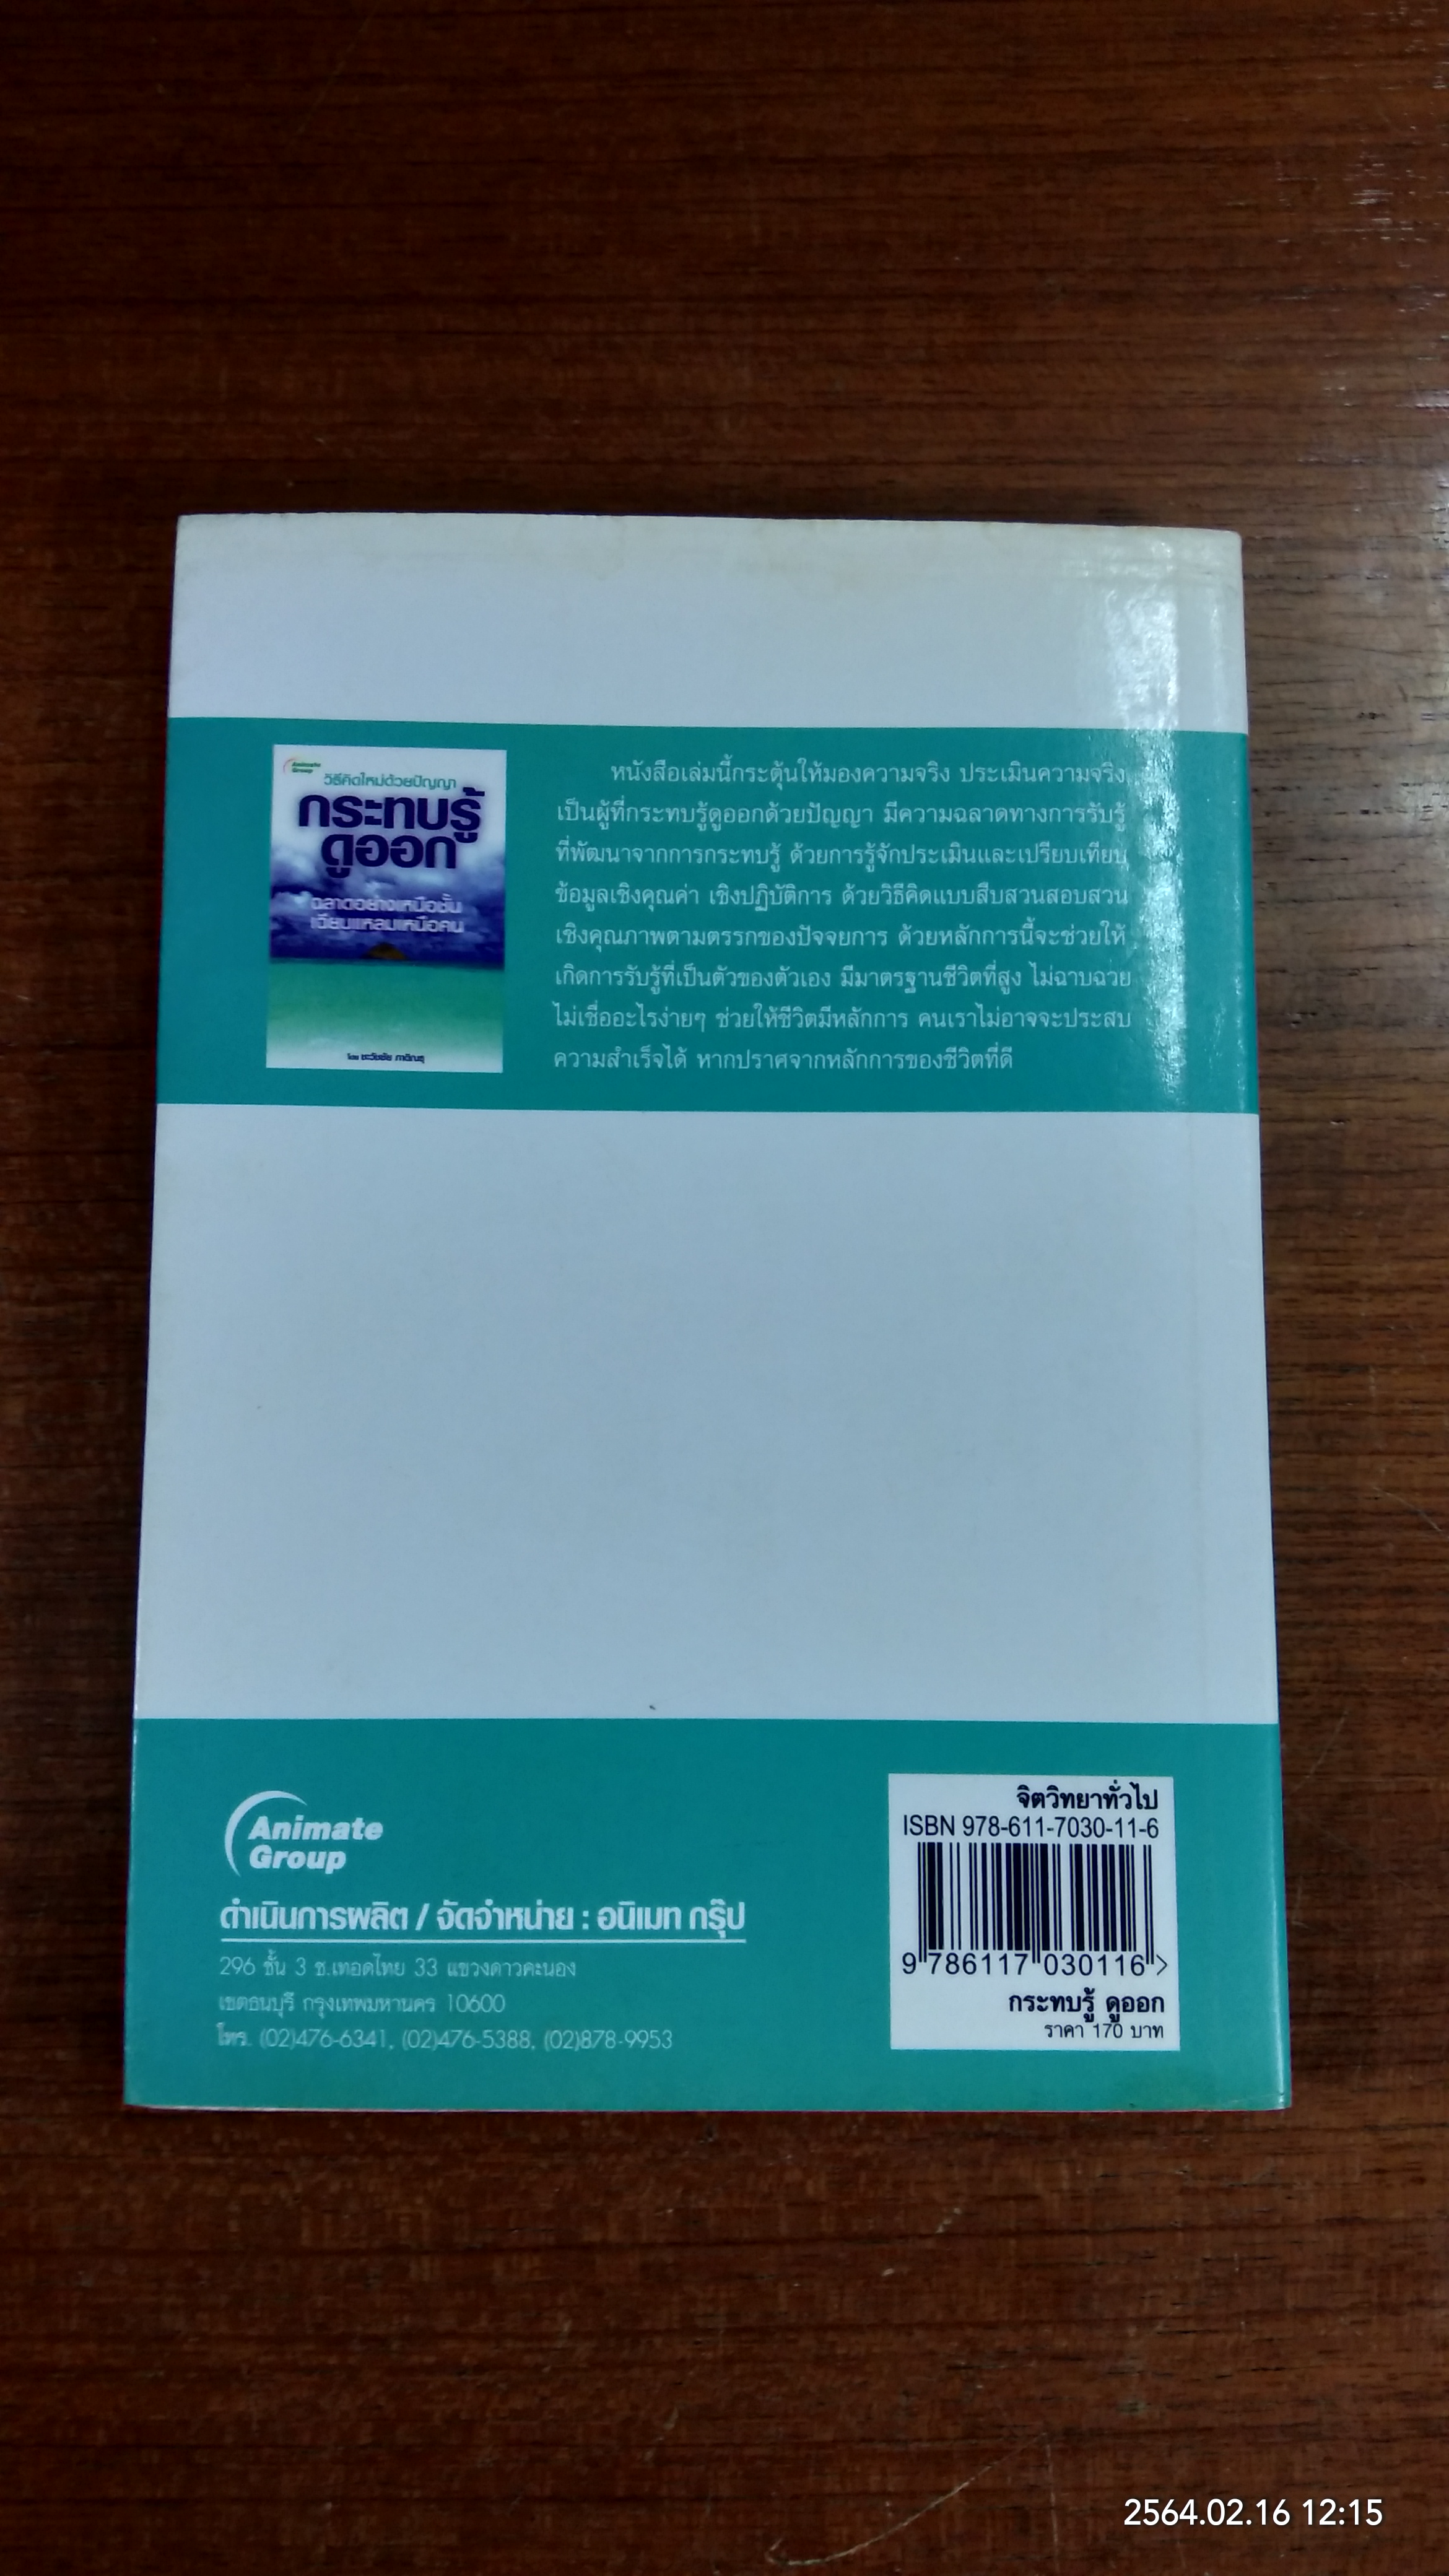 Animate
Group
วิธีคิดใหม่ด้วยปัญญา
กระทบรู้
ดูออก
ฉลาดอย่างเหนือชั้น
เฉียบแหลมเหนือคน
โดย ชะวัชชัย ภาติณธุ
หนังสือเล่มนี้กระตุ้นให้มองความจริง ประเมินความจริง
เป็นผู้ที่กระทบรู้ดูออกด้วยปัญญา มีความฉลาดทางการรับรู้
ที่พัฒนาจากการกระทบรู้ ด้วยการรู้จักประเมินและเปรียบเทียบ
ข้อมูลเชิงคุณค่า เชิงปฏิบัติการ ด้วยวิธีคิดแบบสืบสวนสอบสวน
เชิงคุณภาพตามตรรกของปัจจยการ ด้วยหลักการนี้จะช่วยให้
เกิดการรับรู้ที่เป็นตัวของตัวเอง มีมาตรฐานชีวิตที่สูง ไม่ฉาบฉวย
ไม่เชื่ออะไรง่ายๆ ช่วยให้ชีวิตมีหลักการ คนเราไม่อาจจะประสบ
ความสำเร็จได้ หากปราศจากหลักการของชีวิตที่ดี
Animate
Group
ดำเนินการผลิต / จัดจำหน่าย : อนิเมท กรุ๊ป
296 ชั้น 3 ซ.เทอดไทย 33 แขวงดาวคะนอง
เขตธนบุรี กรุงเทพมหานคร 10600
โทร. (02)476-6341, (02)476-5388, (02)878-9953
จิตวิทยาทั่วไป
ISBN 978-611-7030-11-6
9 786117 030116 >
กระทบรู้ ดูออก
ราคา 170 บาท
2564.02.16 12:15